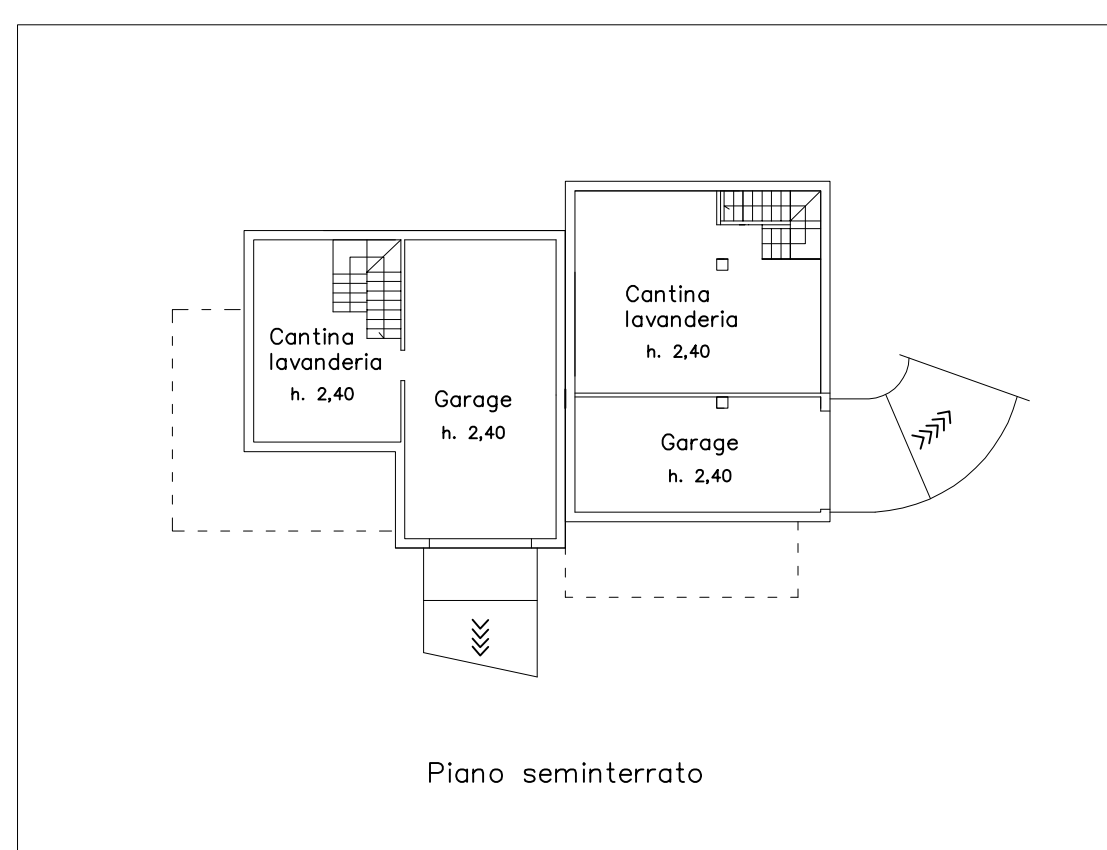 Cantina
lavanderia
h. 2,40
Garage
h. 2,40
Cantina
lavanderia
h. 2,40
Garage
h. 2,40
Piano seminterrato